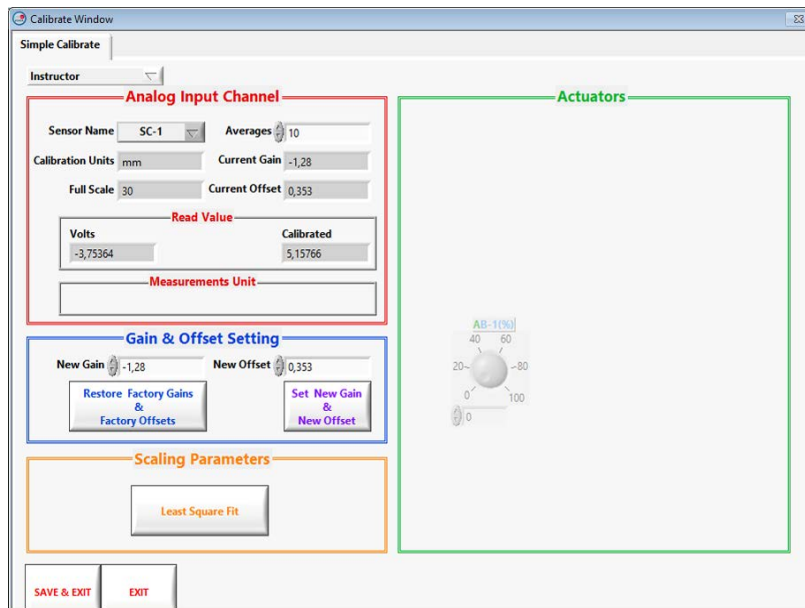 Calibrate Window
Simple Calibrate
Instructor
Analog Input Channel
Sensor Name SC-1 Averages 10
Calibration Units mm Current Gain -1,28
Full Scale 30 Current Offset 0,353
Read Value
Volts Calibrated
-3,75364 5,15766
Measurements Unit
Gain & Offset Setting
New Gain -1,28 New Offset 0,353
Restore Factory Gains
&
Factory Offsets
Set New Gain
&
New Offset
Scaling Parameters
Least Square Fit
SAVE & EXIT EXIT
Actuators
AB-1(%)
40 60
20 80
0 100
0